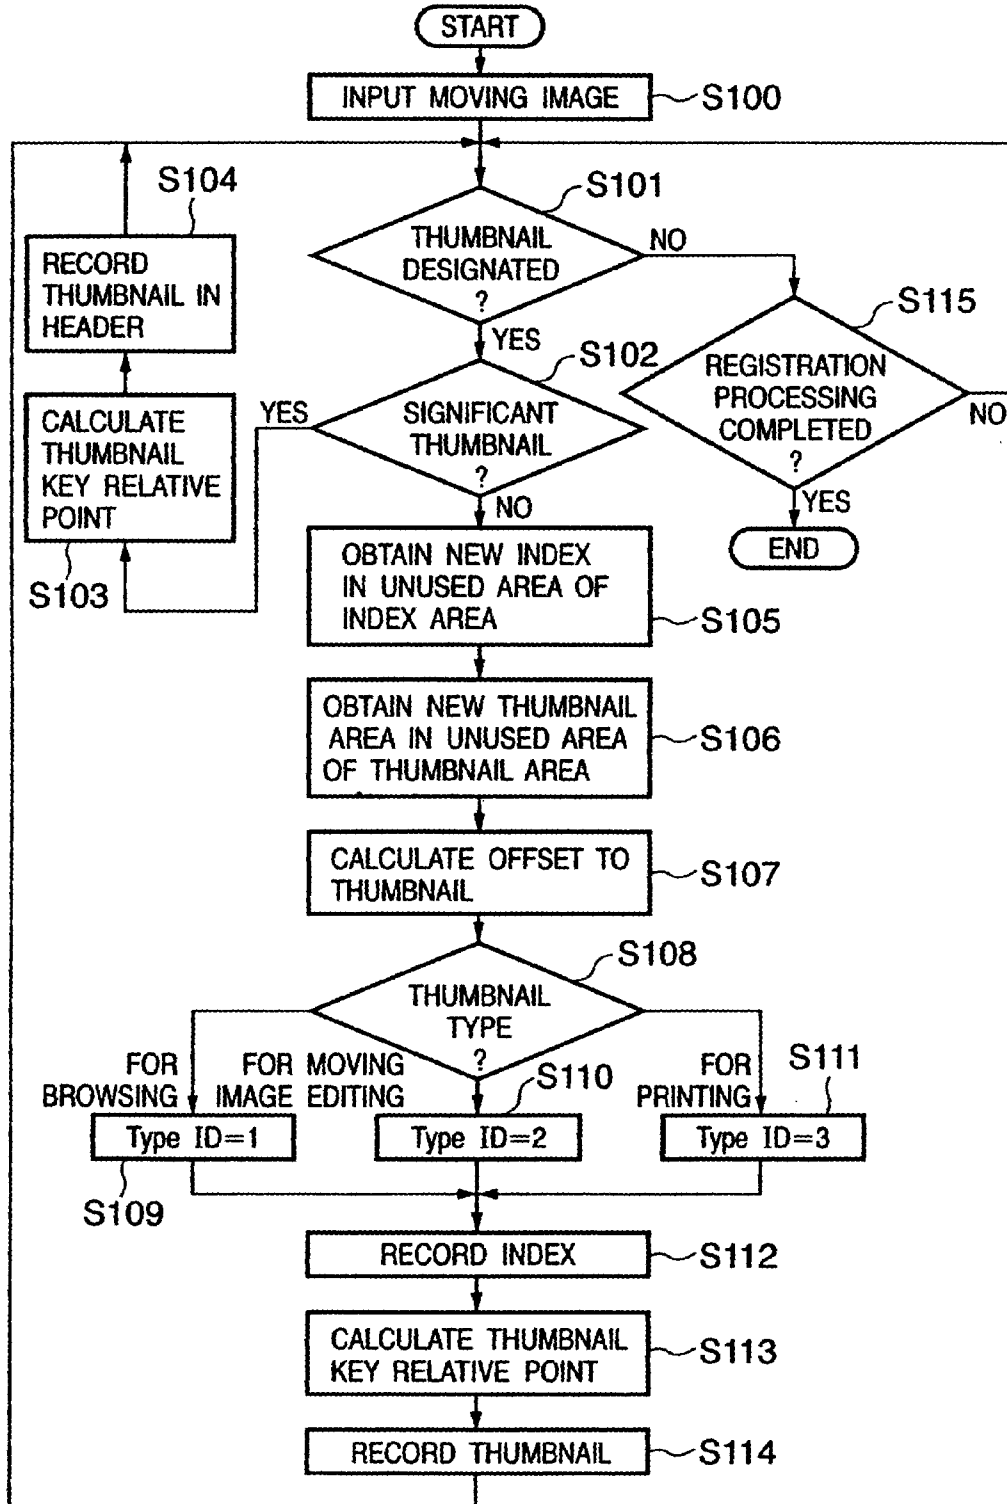 START
INPUT MOVING IMAGE
S100
S104
S101
THUMBNAIL
DESIGNATED
?
NO
YES
RECORD
THUMBNAIL IN
HEADER
S115
REGISTRATION
PROCESSING
COMPLETED
?
NO
YES
END
S102
SIGNIFICANT
THUMBNAIL
?
YES
NO
CALCULATE
THUMBNAIL
KEY RELATIVE
POINT
S103
OBTAIN NEW INDEX
IN UNUSED AREA OF
INDEX AREA
S105
OBTAIN NEW THUMBNAIL
AREA IN UNUSED AREA
OF THUMBNAIL AREA
S106
CALCULATE OFFSET TO
THUMBNAIL
S107
S108
THUMBNAIL
TYPE
?
FOR
BROWSING
FOR MOVING
IMAGE EDITING
FOR
PRINTING
S110
S111
Type ID=1
Type ID=2
Type ID=3
S109
RECORD INDEX
S112
CALCULATE THUMBNAIL
KEY RELATIVE POINT
S113
RECORD THUMBNAIL
S114